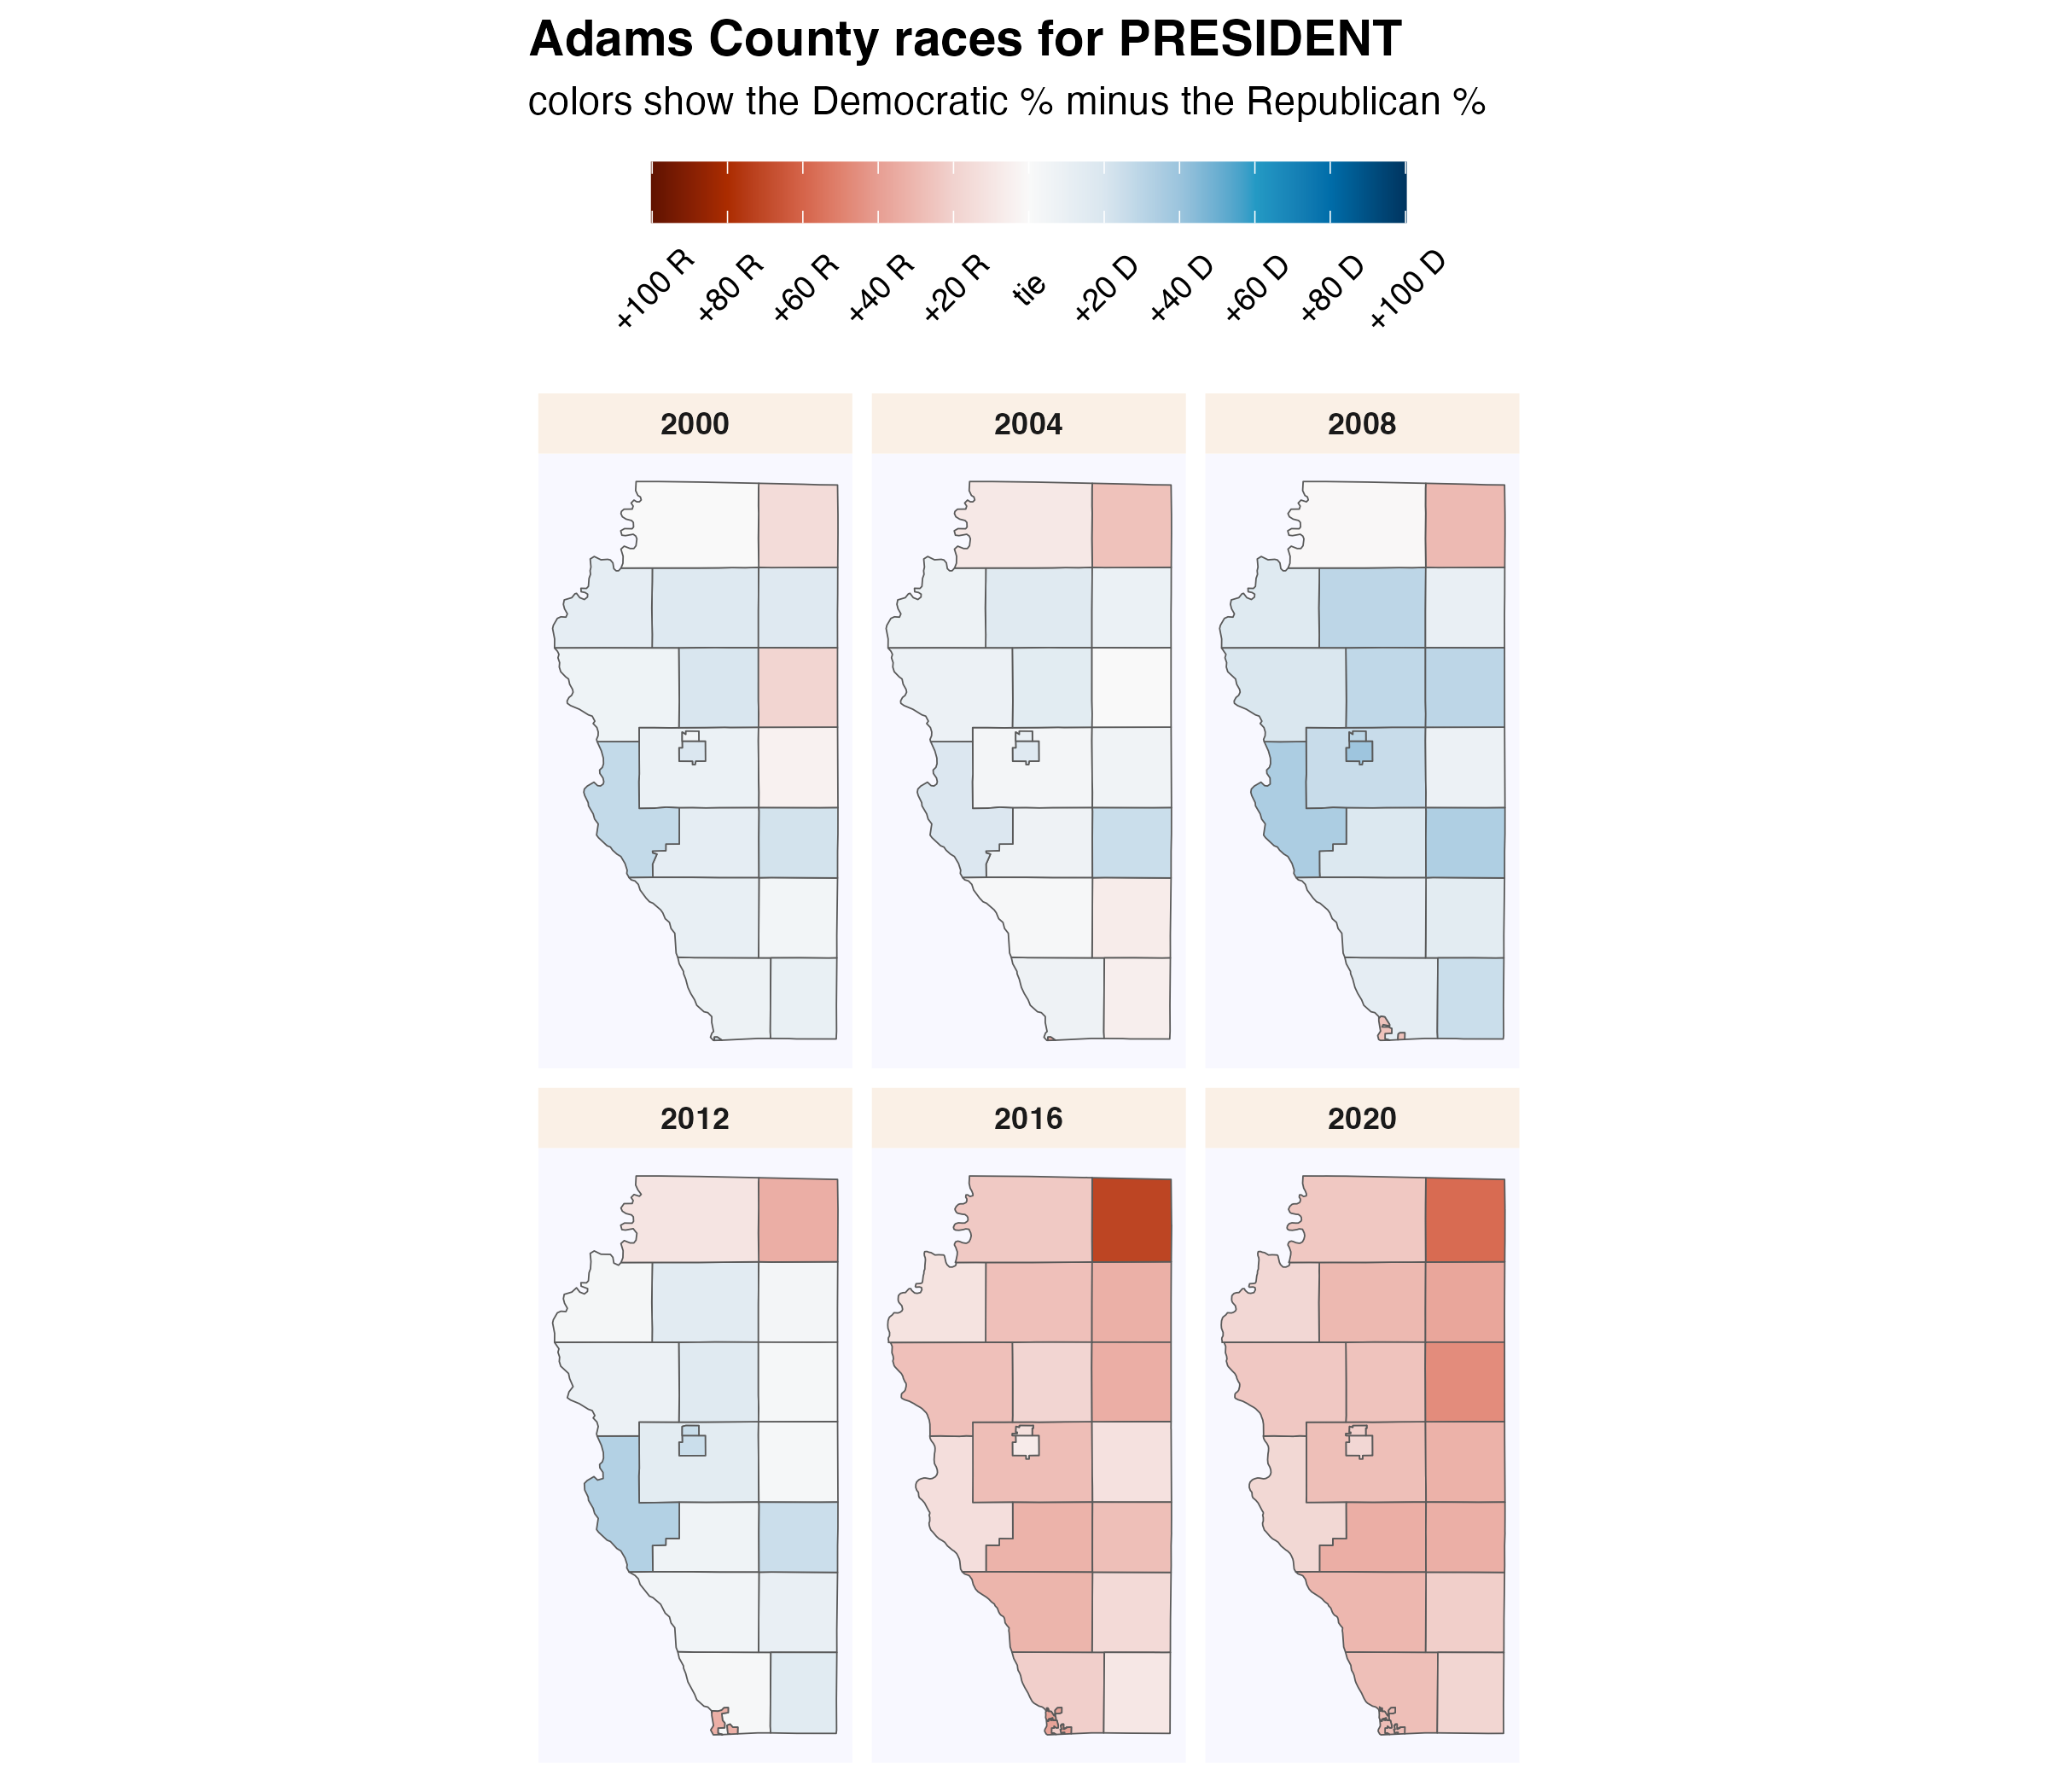 Adams County races for PRESIDENT
colors show the Democratic % minus the Republican %
+100 R
+80 R
+60 R
+40 R
+20 R
tie
+20 D
+40 D
+60 D
+80 D
+100 D
2000
2004
2008
2012
2016
2020